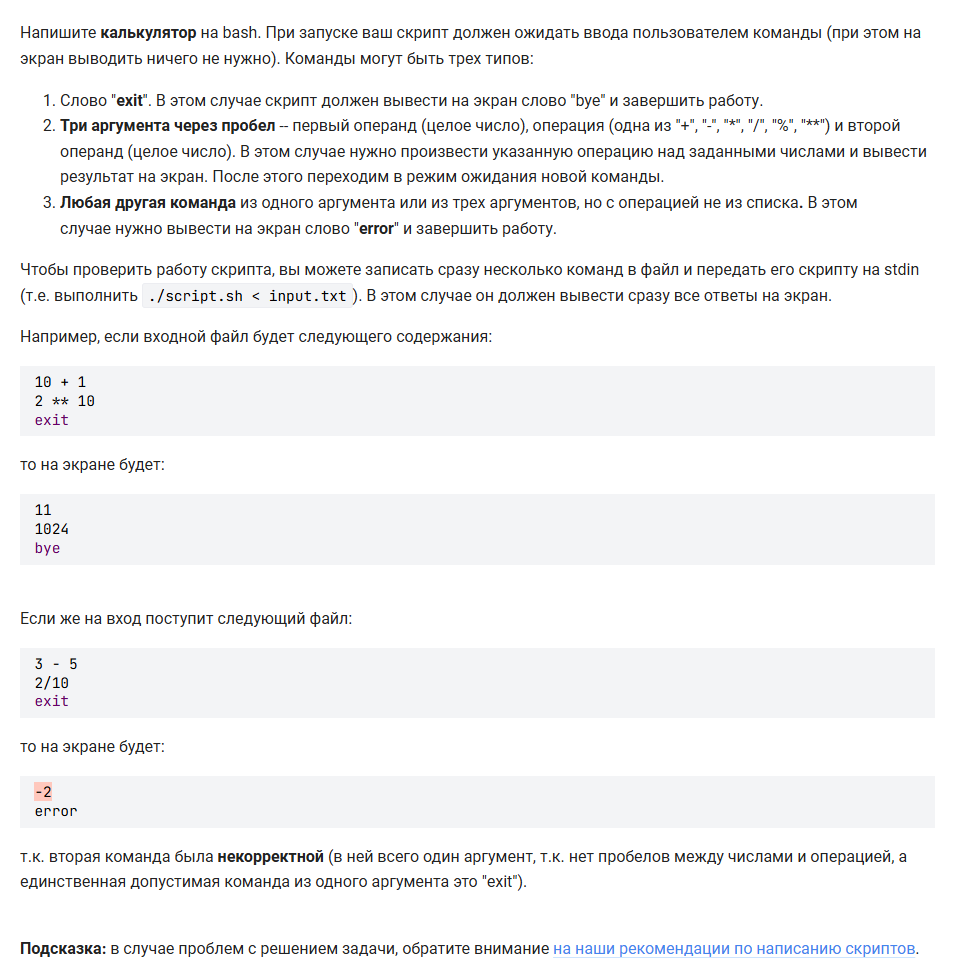 Напишите калькулятор на bash. При запуске ваш скрипт должен ожидать ввода пользователем команды (при этом на
экран выводить ничего не нужно). Команды могут быть трех типов:
1. Слово "exit". В этом случае скрипт должен вывести на экран слово "bye" и завершить работу.
2. Три аргумента через пробел -- первый операнд (целое число), операция (одна из "+", "-", "*", "/", "%", "**") и второй
операнд (целое число). В этом случае нужно произвести указанную операцию над заданными числами и вывести
результат на экран. После этого переходим в режим ожидания новой команды.
3. Любая другая команда из одного аргумента или из трех аргументов, но с операцией не из списка. В этом
случае нужно вывести на экран слово "error" и завершить работу.
Чтобы проверить работу скрипта, вы можете записать сразу несколько команд в файл и передать его скрипту на stdin
(т.е. выполнить ./script.sh < input.txt ). В этом случае он должен вывести сразу все ответы на экран.
Например, если входной файл будет следующего содержания:
10 + 1
2 ** 10
exit
то на экране будет:
11
1024
bye
Если же на вход поступит следующий файл:
3 - 5
2/10
exit
то на экране будет:
-2
error
т.к. вторая команда была некорректной (в ней всего один аргумент, т.к. нет пробелов между числами и операцией, а
единственная допустимая команда из одного аргумента это "exit").
Подсказка: в случае проблем с решением задачи, обратите внимание на наши рекомендации по написанию скриптов.